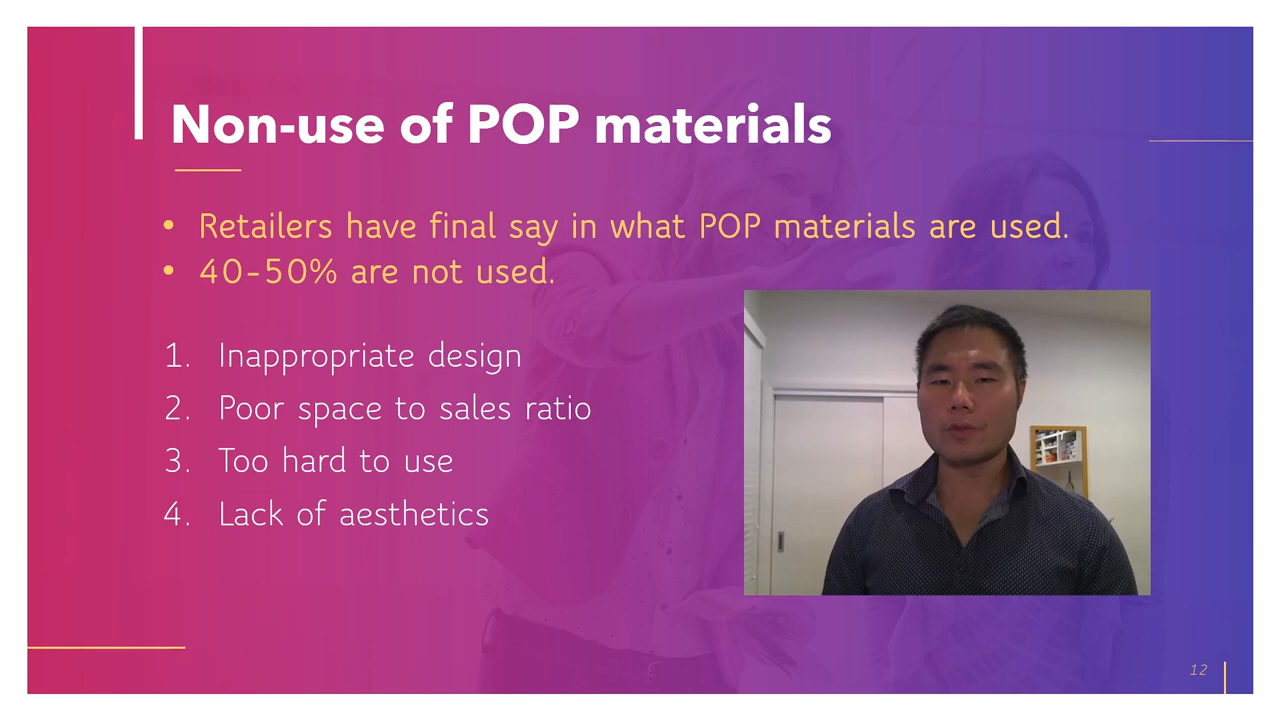 Non-use of POP materials
• Retailers have final say in what POP materials are used.
• 40-50% are not used.
1. Inappropriate design
2. Poor space to sales ratio
3. Too hard to use
4. Lack of aesthetics
12